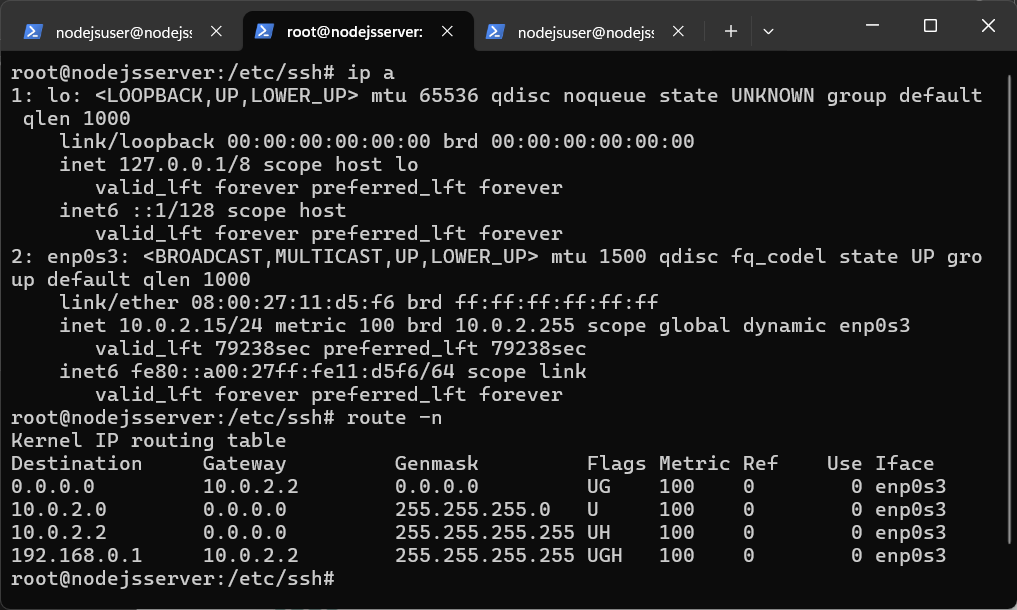 nodejsuser@nodejss
root@nodejsserver:
nodejsuser@nodejss
root@nodejsserver:/etc/ssh# ip a
1: lo: <LOOPBACK,UP,LOWER_UP> mtu 65536 qdisc noqueue state UNKNOWN group default
 qlen 1000
    link/loopback 00:00:00:00:00:00 brd 00:00:00:00:00:00
    inet 127.0.0.1/8 scope host lo
       valid_lft forever preferred_lft forever
    inet6 ::1/128 scope host
       valid_lft forever preferred_lft forever
2: enp0s3: <BROADCAST,MULTICAST,UP,LOWER_UP> mtu 1500 qdisc fq_codel state UP gro
up default qlen 1000
    link/ether 08:00:27:11:d5:f6 brd ff:ff:ff:ff:ff:ff
    inet 10.0.2.15/24 metric 100 brd 10.0.2.255 scope global dynamic enp0s3
       valid_lft 79238sec preferred_lft 79238sec
    inet6 fe80::a00:27ff:fe11:d5f6/64 scope link
       valid_lft forever preferred_lft forever
root@nodejsserver:/etc/ssh# route -n
Kernel IP routing table
Destination     Gateway         Genmask         Flags Metric Ref    Use Iface
0.0.0.0         10.0.2.2        0.0.0.0         UG    100    0        0 enp0s3
10.0.2.0        0.0.0.0         255.255.255.0   U     100    0        0 enp0s3
10.0.2.2        0.0.0.0         255.255.255.255 UH    100    0        0 enp0s3
192.168.0.1     10.0.2.2        255.255.255.255 UGH   100    0        0 enp0s3
root@nodejsserver:/etc/ssh#